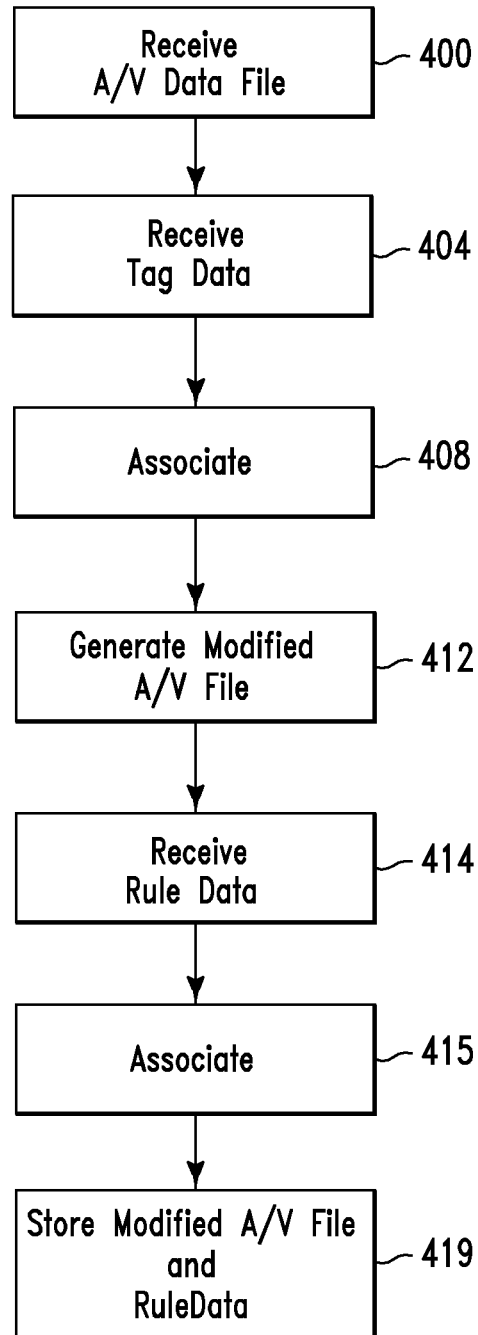 Receive
A/V Data File
400
Receive
Tag Data
404
Associate
408
Generate Modified
A/V File
412
Receive
Rule Data
414
Associate
415
Store Modified A/V File
and
RuleData
419